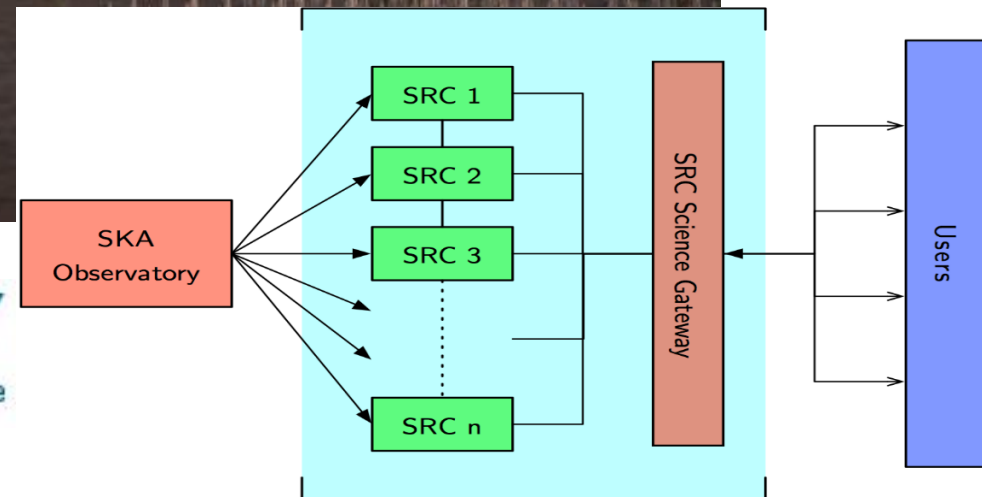 SKA
Observatory
SRC 1
SRC 2
SRC 3
SRC n
SRC Science Gateway
Users